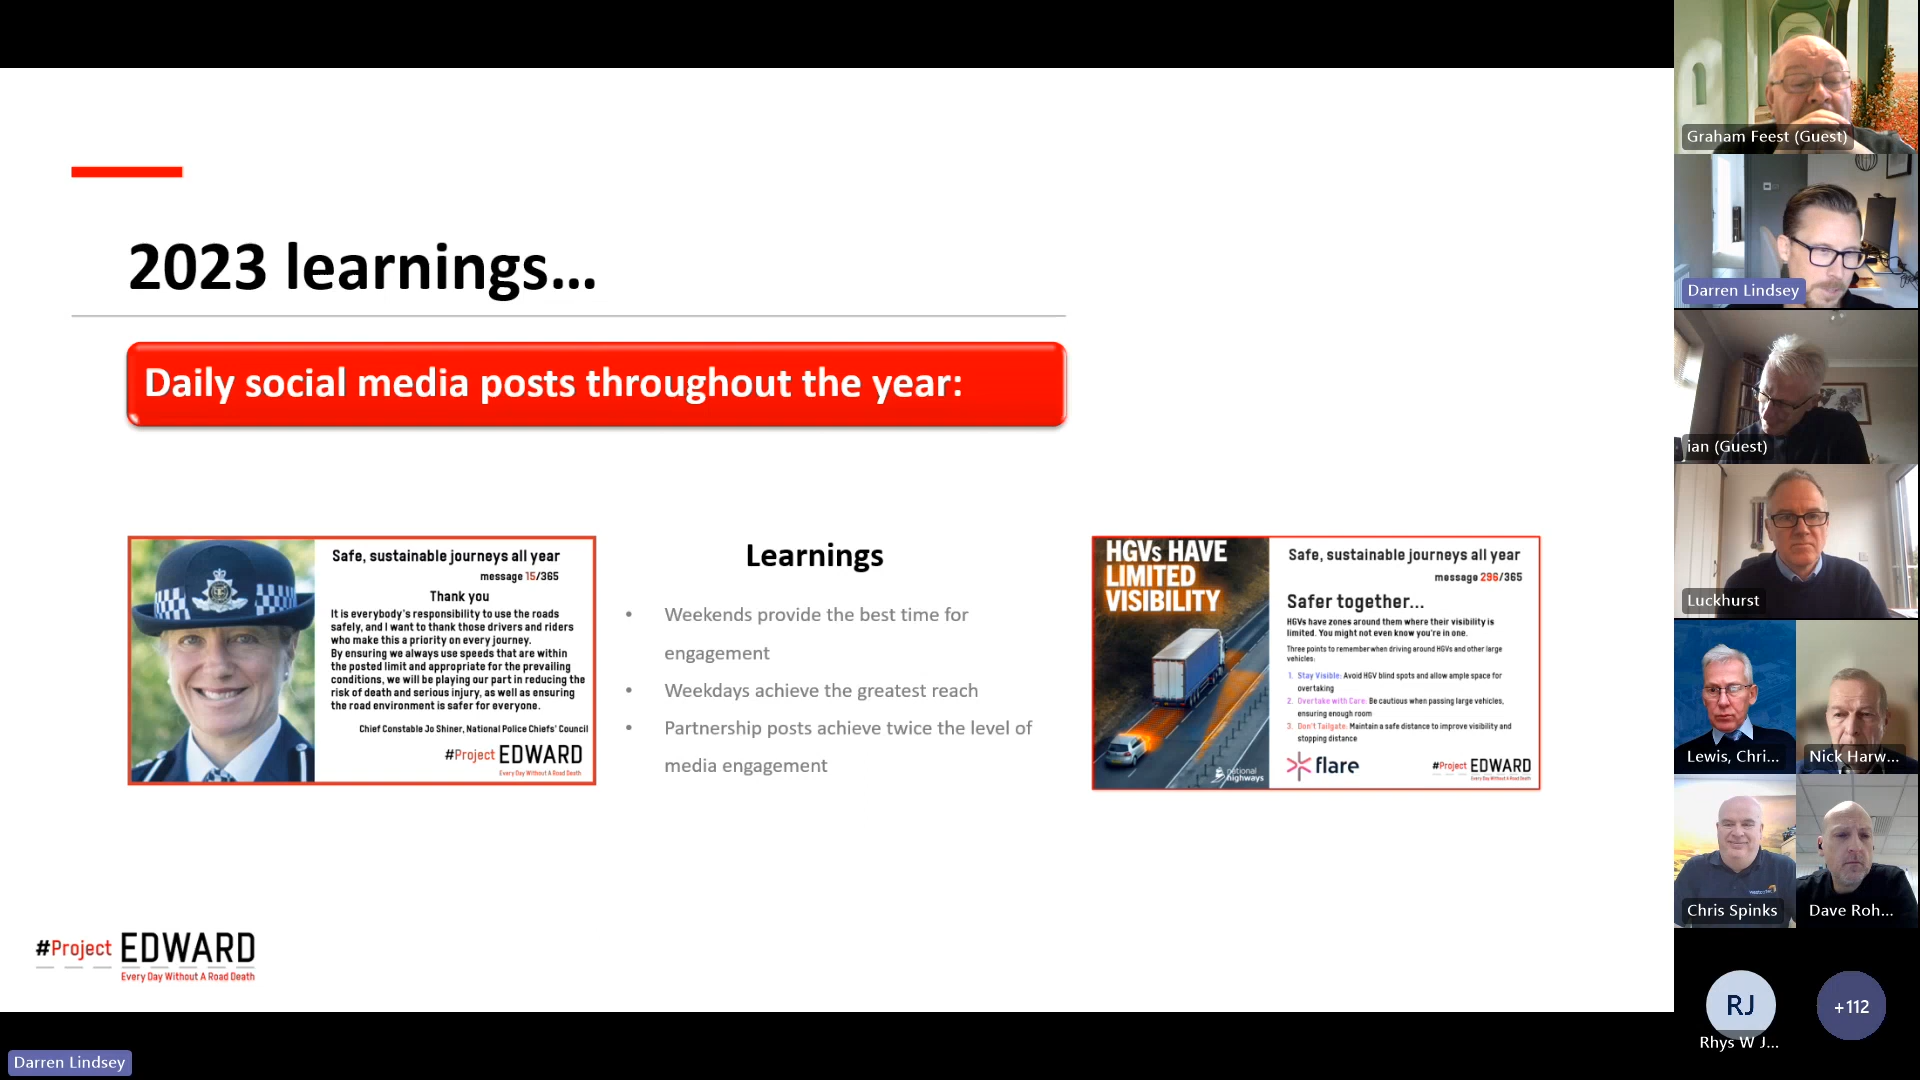 2023 learnings...
Daily social media posts throughout the year:
Safe, sustainable journeys all year
message 15/365
Thank you
It is everybody's responsibility to use the roads
safely, and I want to thank those drivers and riders
who make this a priority on every journey.
By ensuring we always use speeds that are within
the posted limit and appropriate for the prevailing
conditions, we will be playing our part in reducing the
risk of death and serious injury, as well as ensuring
the road environment is safer for everyone.
Chief Constable Jo Shiner, National Police Chiefs' Council
#Project EDWARD
Every Day Without A Road Death
Learnings
• Weekends provide the best time for
engagement
• Weekdays achieve the greatest reach
• Partnership posts achieve twice the level of
media engagement
HGVs HAVE
LIMITED
VISIBILITY
national
highways
Safe, sustainable journeys all year
message 296/365
Safer together...
HGVs have zones around them where their visibility is
limited. You might not even know you're in one.
Three points to remember when driving around HGVs and other large
vehicles:
1. Stay Visible: Avoid HGV blind spots and allow ample space for
overtaking
2. Overtake with Care: Be cautious when passing large vehicles,
ensuring enough room
3. Don't Tailgate: Maintain a safe distance to improve visibility and
stopping distance
flare
#Project EDWARD
Every Day Without A Road Death
#Project EDWARD
Every Day Without A Road Death
Darren Lindsey
Graham Feest (Guest)
Darren Lindsey
ian (Guest)
Luckhurst
Lewis, Chri...
Nick Harw...
Chris Spinks
Dave Roh...
RJ
+112
Rhys W J...